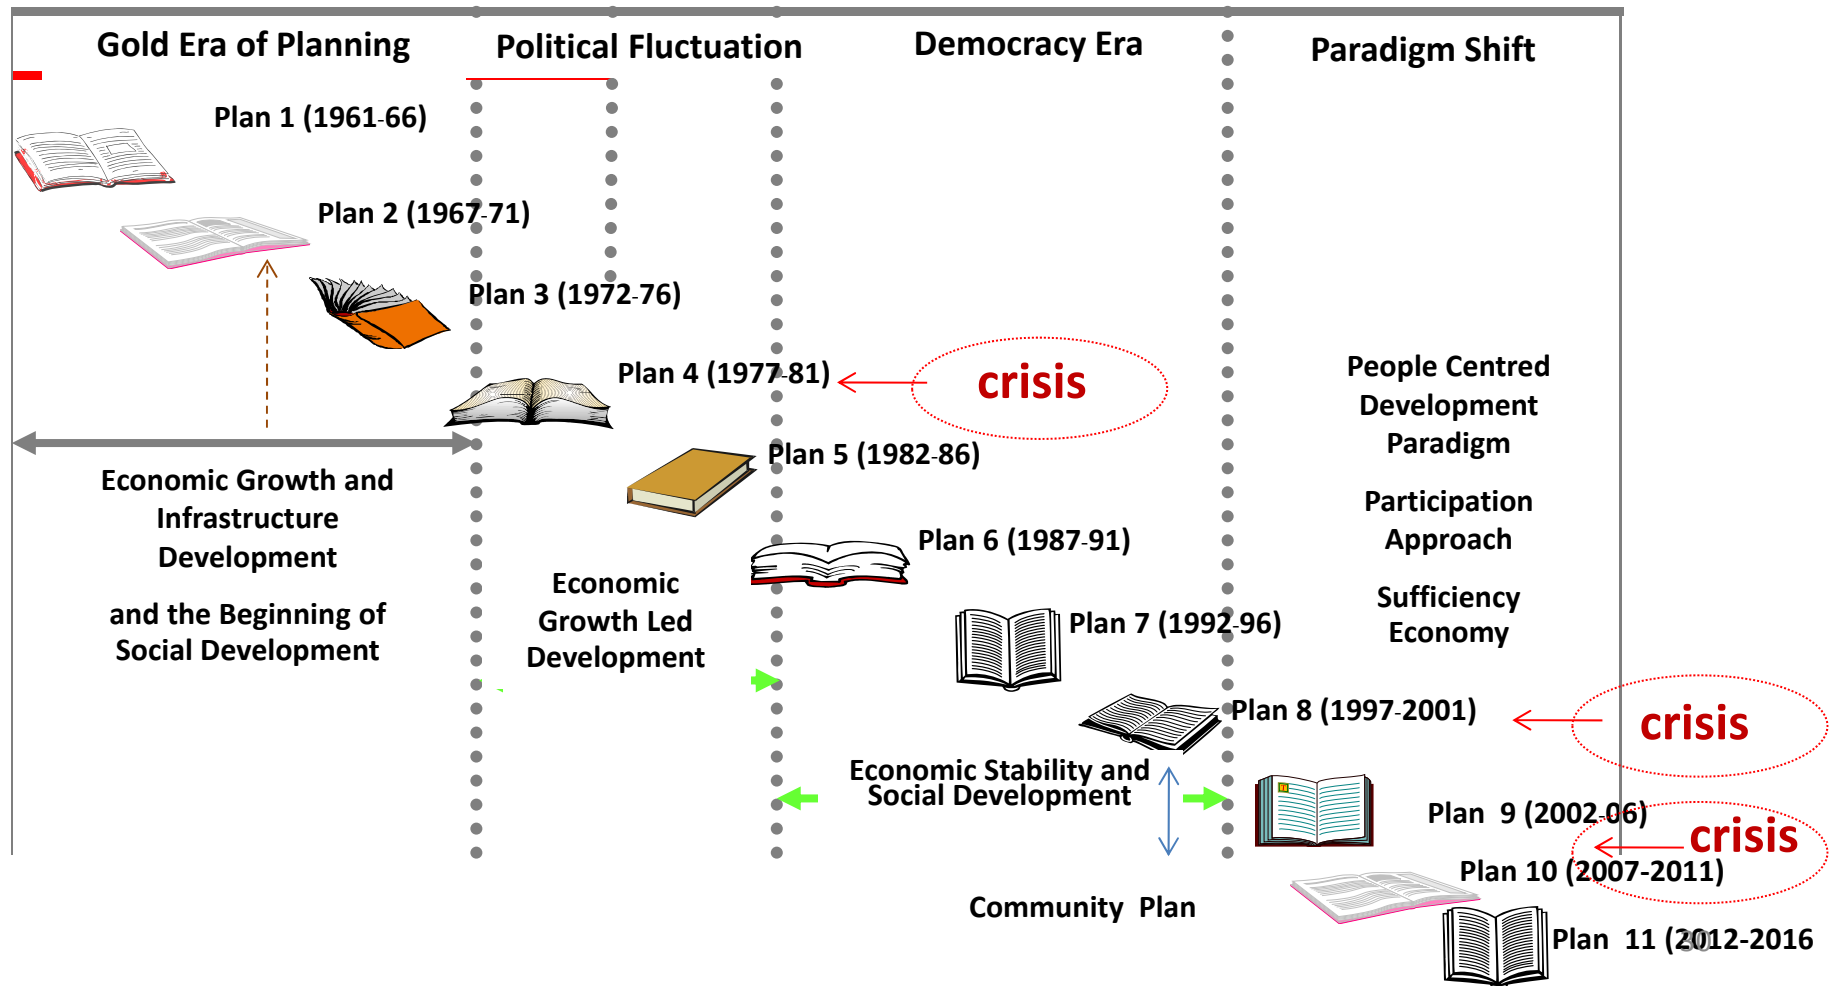 Gold Era of Planning
Political Fluctuation
Democracy Era
Paradigm Shift
Plan 1 (1961-66)
Plan 2 (1967-71)
Plan 3 (1972-76)
Plan 4 (1977-81)
crisis
Plan 5 (1982-86)
Plan 6 (1987-91)
Plan 7 (1992-96)
Plan 8 (1997-2001)
crisis
Plan 9 (2002-06)
crisis
Plan 10 (2007-2011)
Plan 11 (2012-2016
30
Economic Growth and
Infrastructure
Development
and the Beginning of
Social Development
Economic
Growth Led
Development
Economic Stability and
Social Development
Community Plan
People Centred
Development
Paradigm
Participation
Approach
Sufficiency
Economy